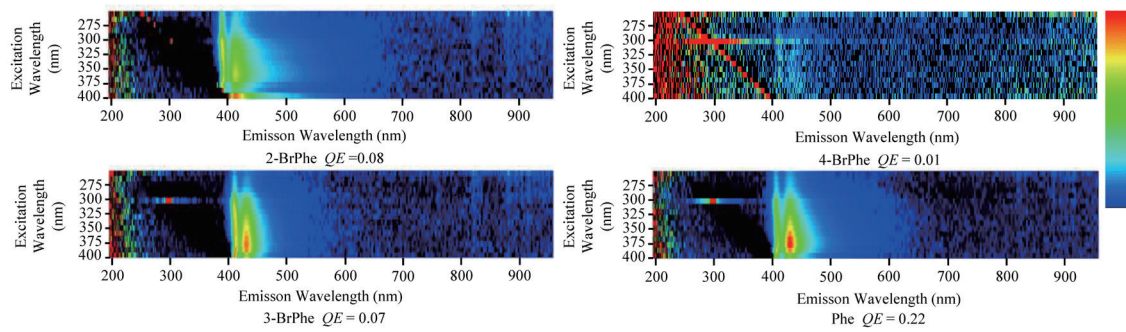 Excitation
Wavelength
(nm)
275
300
325
350
375
400
200 300 400 500 600 700 800 900
Emisson Wavelength (nm)
2-BrPhe QE =0.08
Excitation
Wavelength
(nm)
275
300
325
350
375
400
200 300 400 500 600 700 800 900
Emisson Wavelength (nm)
4-BrPhe QE = 0.01
Excitation
Wavelength
(nm)
275
300
325
350
375
400
200 300 400 500 600 700 800 900
Emisson Wavelength (nm)
3-BrPhe QE = 0.07
Excitation
Wavelength
(nm)
275
300
325
350
375
400
200 300 400 500 600 700 800 900
Emisson Wavelength (nm)
Phe QE = 0.22